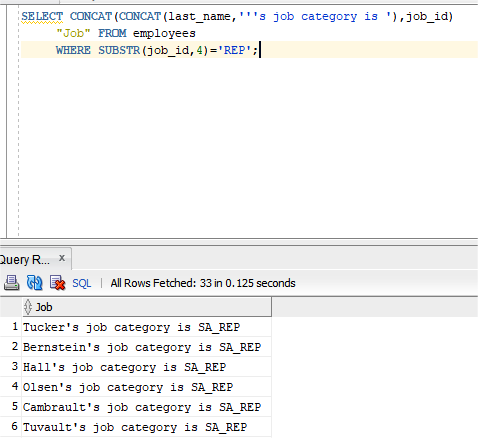 SELECT CONCAT(CONCAT(last_name,'''s job category is '),job_id)
"Job" FROM employees
WHERE SUBSTR(job_id,4)='REP';
Query R... x
SQL | All Rows Fetched: 33 in 0.125 seconds
Job
1 Tucker's job category is SA_REP
2 Bernstein's job category is SA_REP
3 Hall's job category is SA_REP
4 Olsen's job category is SA_REP
5 Cambrault's job category is SA_REP
6 Tuvault's job category is SA_REP